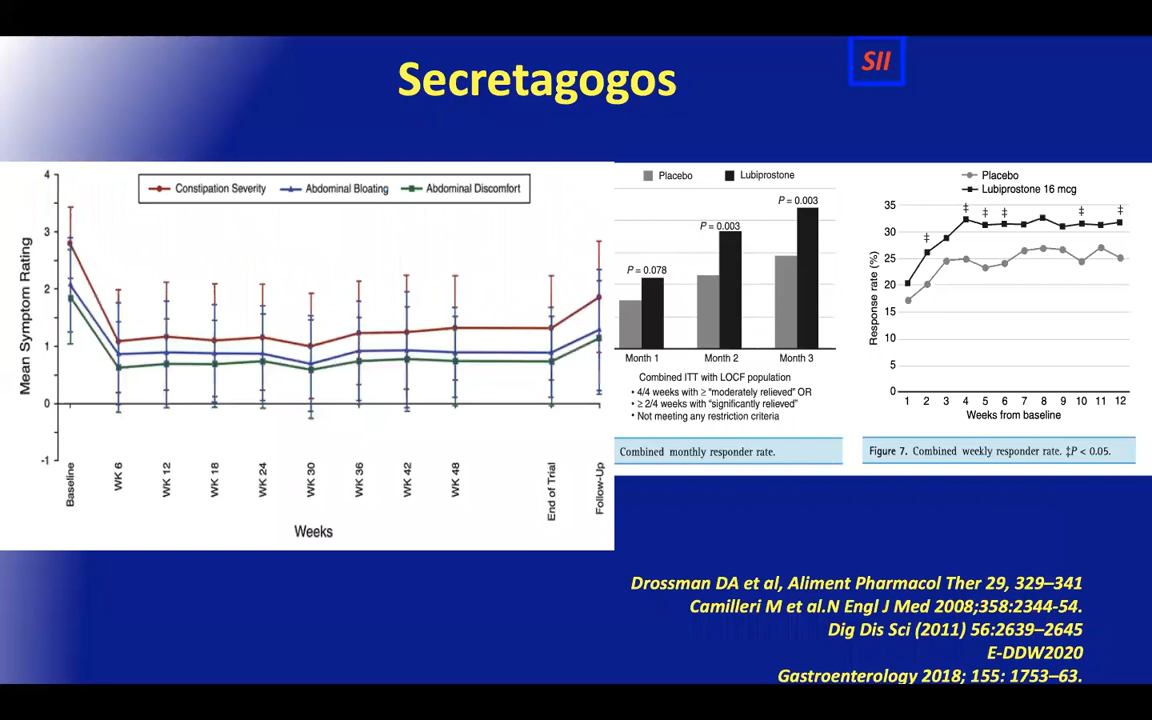 Secretagogos
SII
Constipation Severity
Abdominal Bloating
Abdominal Discomfort
Mean Symptom Rating
4
3
2
1
0
-1
Baseline
WK 6
WK 12
WK 18
WK 24
WK 30
WK 36
WK 42
WK 48
End of Trial
Follow-Up
Weeks
Placebo
Lubiprostone
P = 0.078
P = 0.003
P = 0.003
Month 1
Month 2
Month 3
Combined ITT with LOCF population
• 4/4 weeks with ≥ “moderately relieved” OR
• ≥ 2/4 weeks with “significantly relieved”
• Not meeting any restriction criteria
Combined monthly responder rate.
Placebo
Lubiprostone 16 mcg
Response rate (%)
35
30
25
20
15
10
5
0
‡ ‡ ‡ ‡ ‡ ‡
1 2 3 4 5 6 7 8 9 10 11 12
Weeks from baseline
Figure 7. Combined weekly responder rate. ‡P < 0.05.
Drossman DA et al, Aliment Pharmacol Ther 29, 329–341
Camilleri M et al.N Engl J Med 2008;358:2344-54.
Dig Dis Sci (2011) 56:2639–2645
E-DDW2020
Gastroenterology 2018; 155: 1753–63.